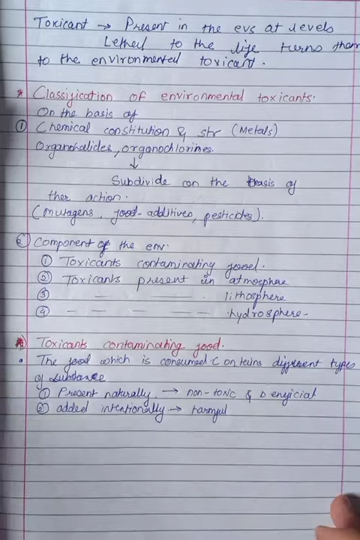 Toxicant → Present in the evs at levels
Lethal to the life turns them
to the environmental toxicant.
* Classification of environmental toxicants.
On the basis of
① Chemical constitution & str (Metals)
Organohalides, organochlorines
↓
Subdivide on the basis of
ther action.
(mutagens, food-additives, pesticides).
② Component of the env.
① Toxicants contaminating food.
② Toxicants present in atmosphere
③ — — — lithosphere
④ — — — — hydrosphere-
* Toxicants contaminating food.
• The food which is consumed contains different types
of substance
① Present naturally → non-toxic & benificial
② added intentionally → harmful